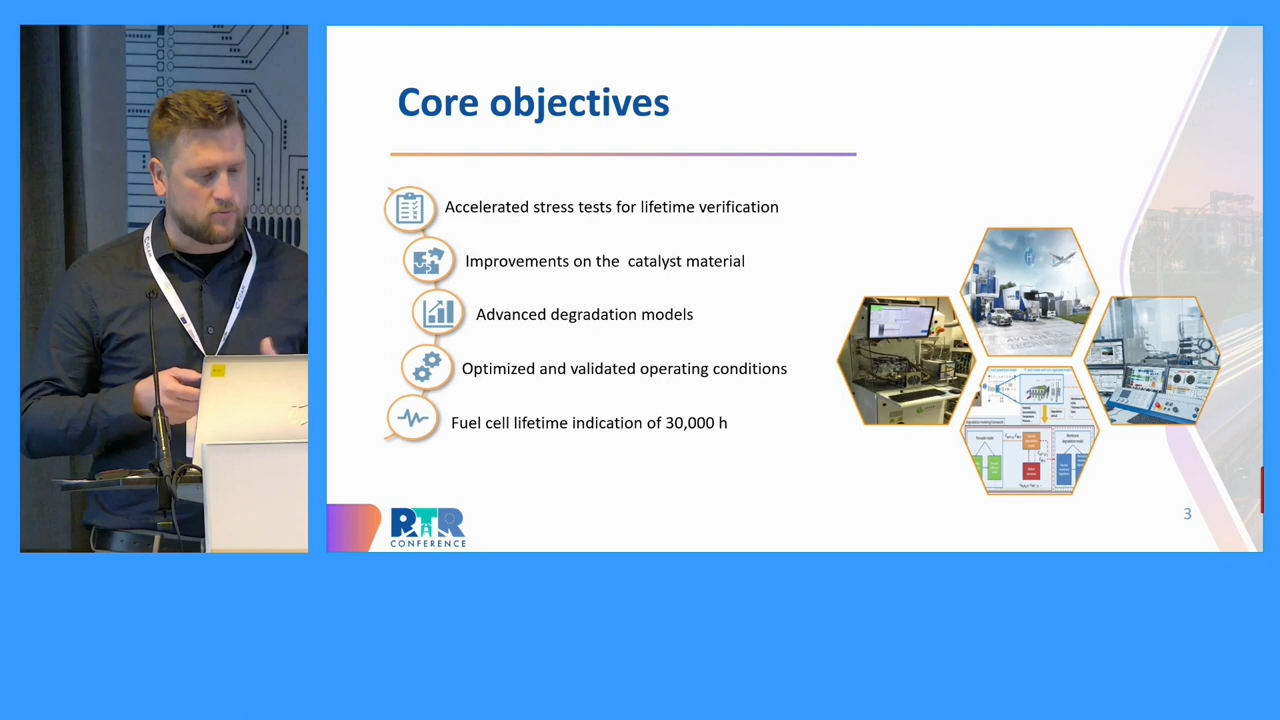 Core objectives
Accelerated stress tests for lifetime verification
Improvements on the catalyst material
Advanced degradation models
Optimized and validated operating conditions
Fuel cell lifetime indication of 30,000 h
RTR
CONFERENCE
3